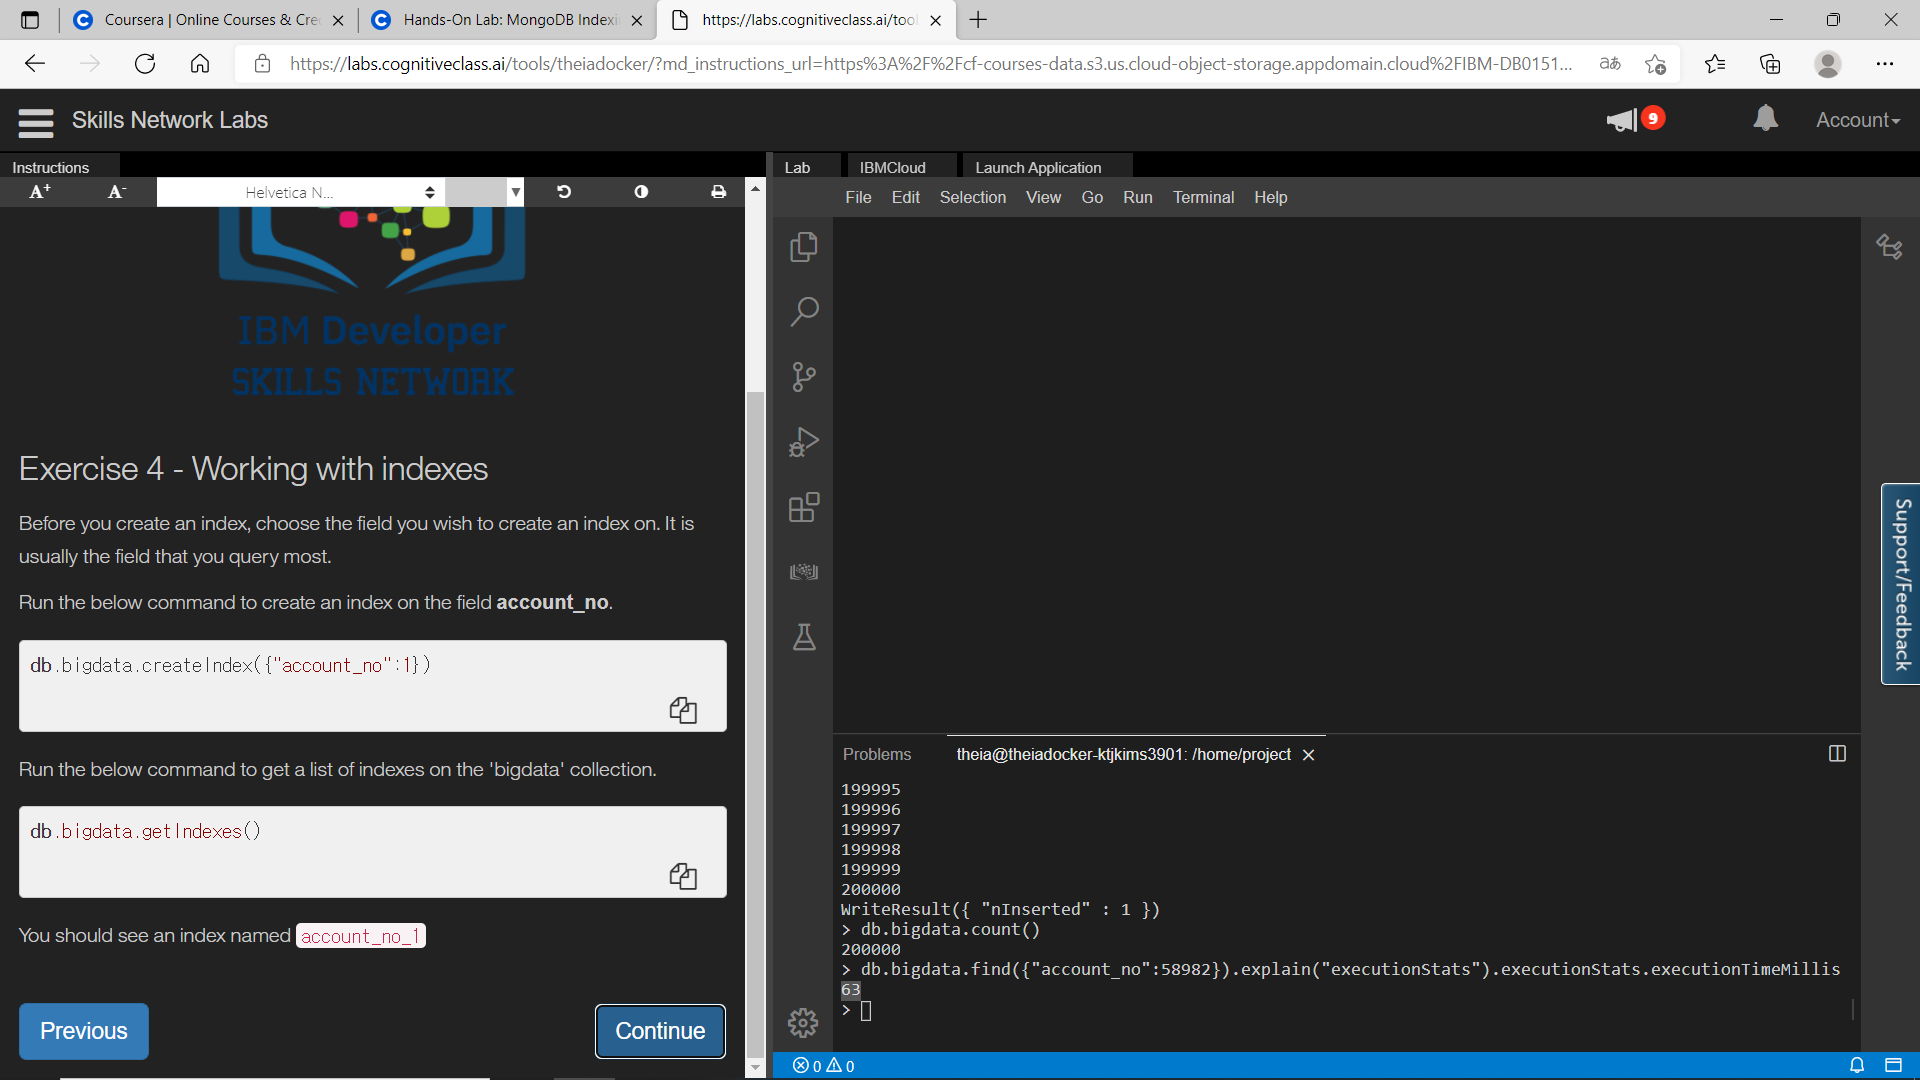 Coursera | Online Courses & Cre
Hands-On Lab: MongoDB Indexi
https://labs.cognitiveclass.ai/tool
https://labs.cognitiveclass.ai/tools/theiadocker/?md_instructions_url=https%3A%2F%2Fcf-courses-data.s3.us.cloud-object-storage.appdomain.cloud%2FIBM-DB0151...
Skills Network Labs
9
Account
Instructions
Lab
IBMCloud
Launch Application
A+
A-
Helvetica N...
File
Edit
Selection
View
Go
Run
Terminal
Help
IBM Developer
SKILLS NETWORK
Exercise 4 - Working with indexes
Before you create an index, choose the field you wish to create an index on. It is
usually the field that you query most.
Run the below command to create an index on the field account_no.
db.bigdata.createIndex({"account_no":1})
Run the below command to get a list of indexes on the 'bigdata' collection.
db.bigdata.getIndexes()
You should see an index named account_no_1
Previous
Continue
Support/Feedback
Problems
theia@theiadocker-ktjkims3901: /home/project
199995
199996
199997
199998
199999
200000
WriteResult({ "nInserted" : 1 })
> db.bigdata.count()
200000
> db.bigdata.find({"account_no":58982}).explain("executionStats").executionStats.executionTimeMillis
63
>
0
0